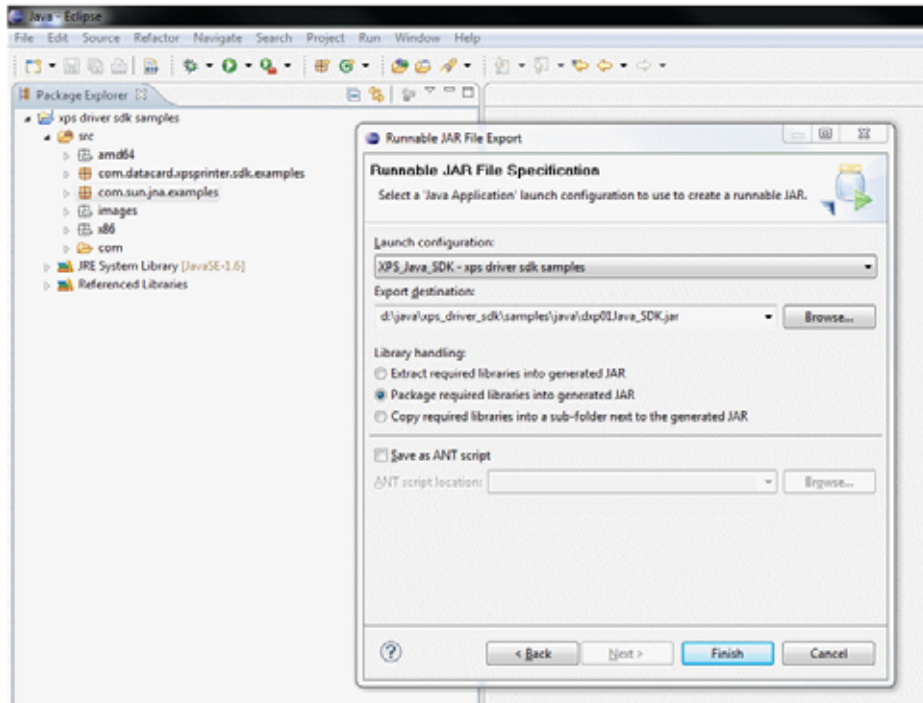 Java - Eclipse
File Edit Source Refactor Navigate Search Project Run Window Help
Package Explorer
xps driver sdk samples
src
amd64
com.datacard.xpsprinter.sdk.examples
com.sun.jna.examples
images
x86
com
JRE System Library [JavaSE-1.6]
Referenced Libraries
Runnable JAR File Export
Runnable JAR File Specification
Select a 'Java Application' launch configuration to use to create a runnable JAR.
Launch configuration:
XPS_Java_SDK - xps driver sdk samples
Export destination:
d:\java\xps_driver_sdk\samples\java\dxp01Java_SDK.jar
Browse...
Library handling:
Extract required libraries into generated JAR
Package required libraries into generated JAR
Copy required libraries into a sub-folder next to the generated JAR
Save as ANT script
ANT script location:
Browse...
< Back Next > Finish Cancel